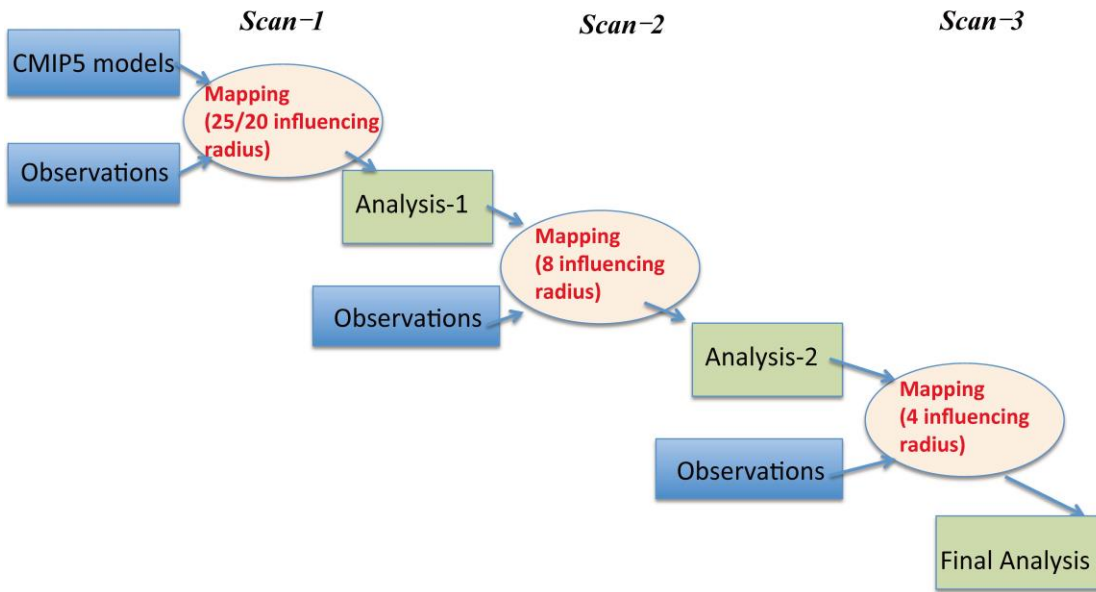 Scan−1
Scan−2
Scan−3
CMIP5 models
Mapping
(25/20 influencing
radius)
Observations
Analysis-1
Mapping
(8 influencing
radius)
Observations
Analysis-2
Mapping
(4 influencing
radius)
Observations
Final Analysis